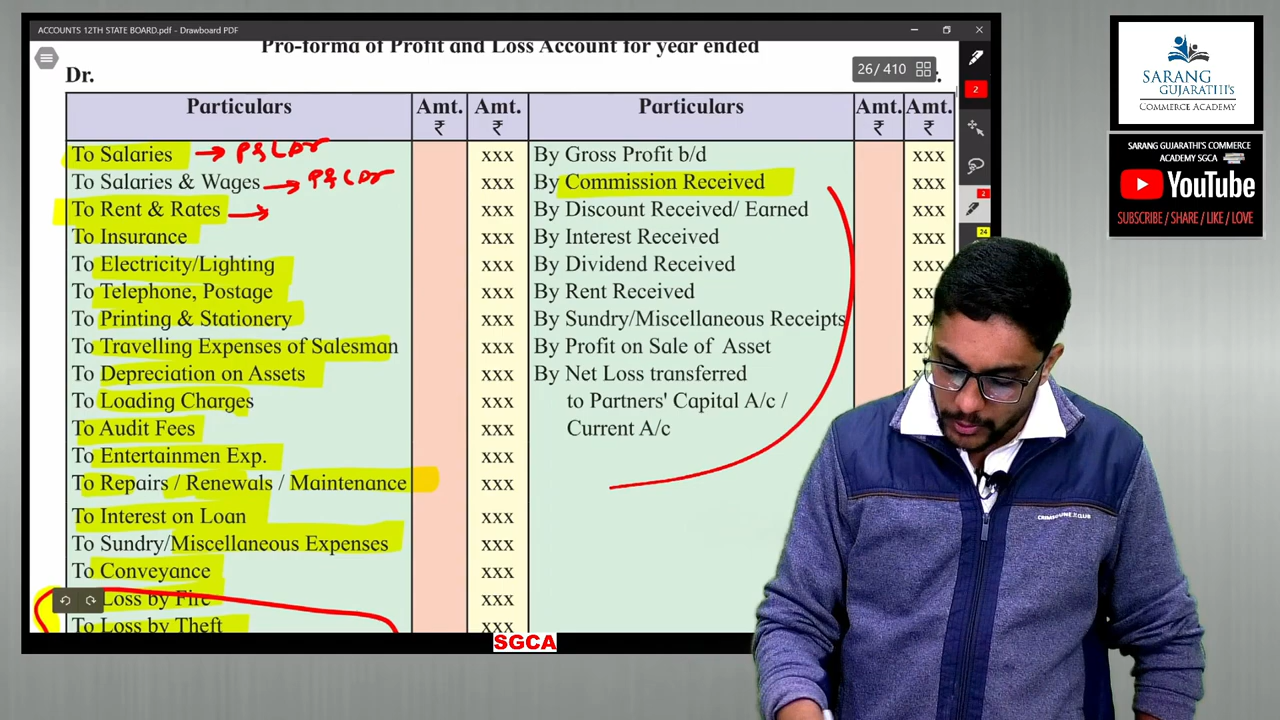 ACCOUNTS 12TH STATE BOARD.pdf - Drawboard PDF
Pro-forma of Profit and Loss Account for year ended
Dr.
26/ 410
Particulars Amt. ₹ Amt. ₹ Particulars Amt. ₹ Amt. ₹
To Salaries → P&L Dr xxx By Gross Profit b/d xxx
To Salaries & Wages → P&L Dr xxx By Commission Received xxx
To Rent & Rates → xxx By Discount Received/ Earned xxx
To Insurance xxx By Interest Received xxx
To Electricity/Lighting xxx By Dividend Received xxx
To Telephone, Postage xxx By Rent Received xxx
To Printing & Stationery xxx By Sundry/Miscellaneous Receipts
To Travelling Expenses of Salesman xxx By Profit on Sale of Asset
To Depreciation on Assets xxx By Net Loss transferred
To Loading Charges xxx to Partners' Capital A/c /
To Audit Fees xxx Current A/c
To Entertainmen Exp. xxx
To Repairs / Renewals / Maintenance xxx
To Interest on Loan xxx
To Sundry/Miscellaneous Expenses xxx
To Conveyance xxx
Loss by Fire xxx
To Loss by Theft xxx
SGCA
2
2
24
SARANG
GUJARATHI'S
COMMERCE ACADEMY
SARANG GUJARATHI'S COMMERCE
ACADEMY SGCA
YouTube
SUBSCRIBE / SHARE / LIKE / LOVE